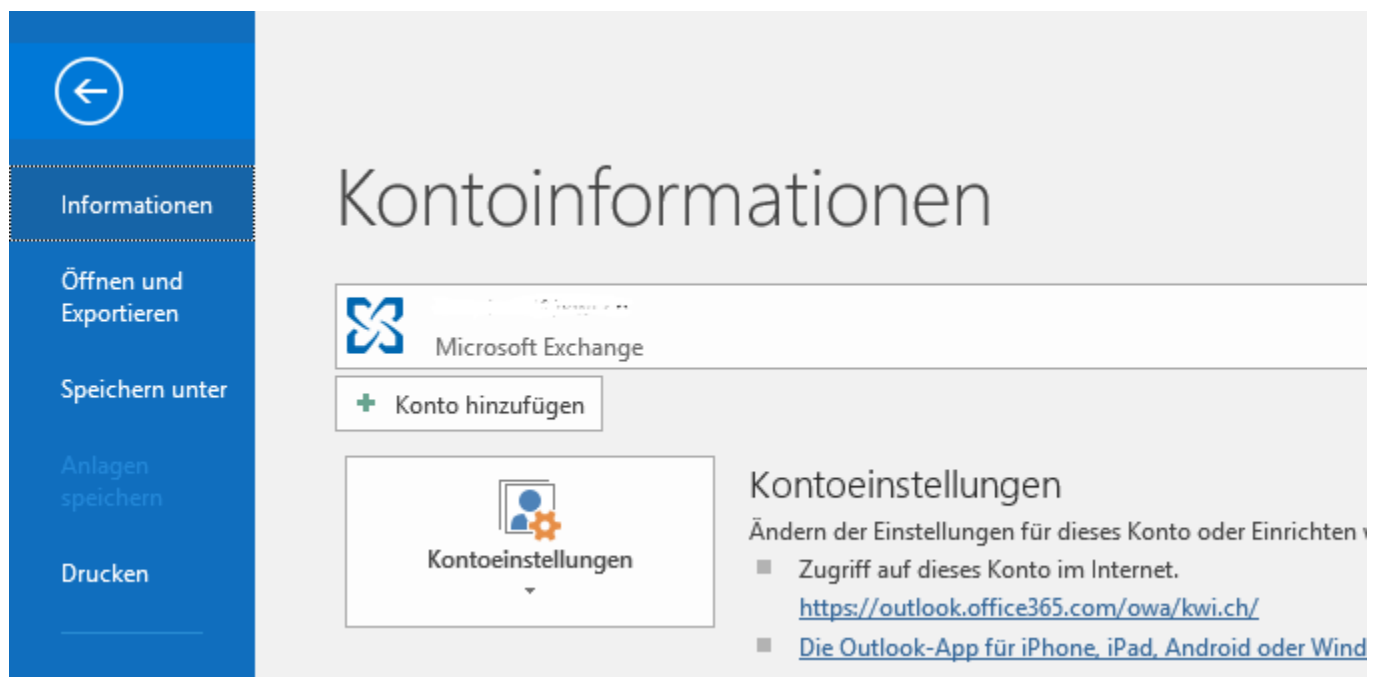 Informationen
Öffnen und
Exportieren
Speichern unter
Anlagen
speichern
Drucken
Kontoinformationen
Microsoft Exchange
Konto hinzufügen
Kontoeinstellungen
Kontoeinstellungen
Ändern der Einstellungen für dieses Konto oder Einrichten
Zugriff auf dieses Konto im Internet.
https://outlook.office365.com/owa/kwi.ch/
Die Outlook-App für iPhone, iPad, Android oder Wind